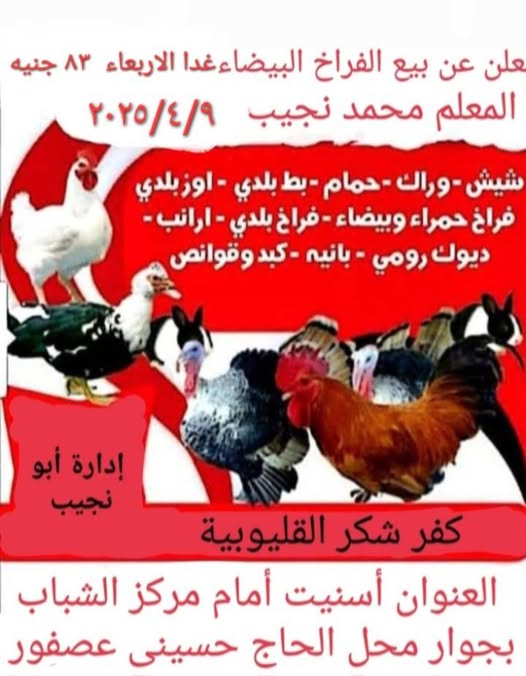 علن عن بيع الفراخ البيضاء غدا الاربعاء ٨٣ جنيه
المعلم محمد نجيب ٢٠٢٥/٤/٩
شيش - وراك - حمام - بط بلدي - اوز بلدي
فراخ حمراء وبيضاء - فراخ بلدي - ارانب -
ديوك رومي - بانيه - كبد وقوانص
إدارة أبو
نجيب
كفر شكر القليوبية
العنوان أسنيت أمام مركز الشباب
بجوار محل الحاج حسينى عصفور